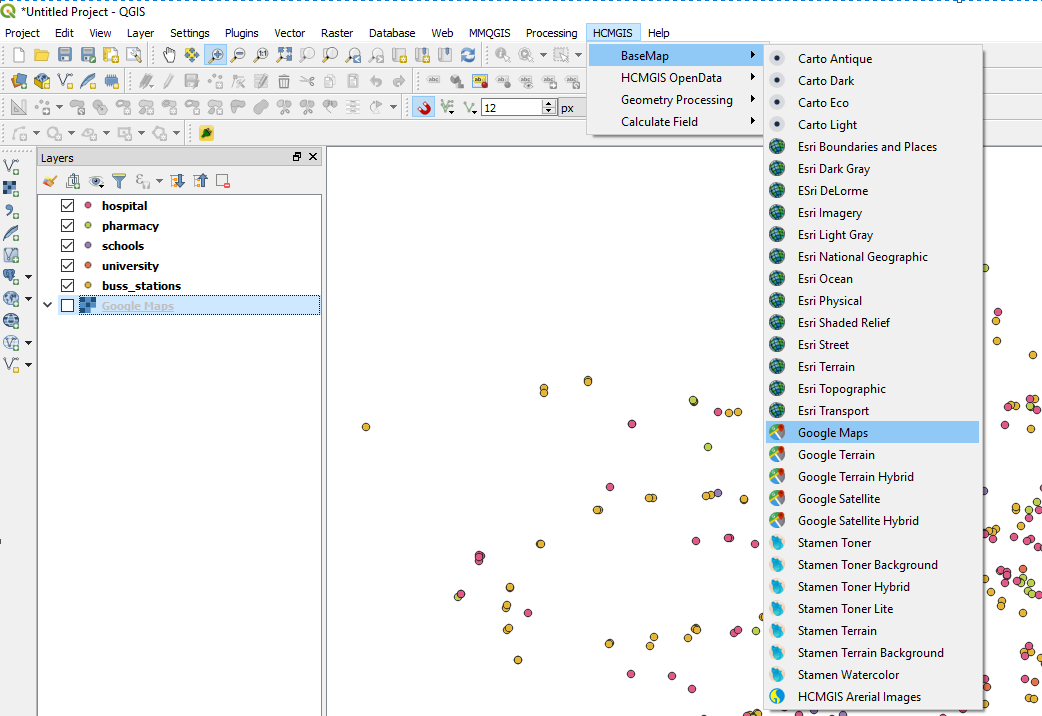 *Untitled Project - QGIS
Project Edit View Layer Settings Plugins Vector Raster Database Web MMQGIS Processing HCMGIS Help
BaseMap
HCMGIS OpenData
Geometry Processing
Calculate Field
12 px
Carto Antique
Carto Dark
Carto Eco
Carto Light
Esri Boundaries and Places
Esri Dark Gray
ESri DeLorme
Esri Imagery
Esri Light Gray
Esri National Geographic
Esri Ocean
Esri Physical
Esri Shaded Relief
Esri Street
Esri Terrain
Esri Topographic
Esri Transport
Google Maps
Google Terrain
Google Terrain Hybrid
Google Satellite
Google Satellite Hybrid
Stamen Toner
Stamen Toner Background
Stamen Toner Hybrid
Stamen Toner Lite
Stamen Terrain
Stamen Terrain Background
Stamen Watercolor
HCMGIS Arerial Images
Layers
hospital
pharmacy
schools
university
buss_stations
Google Maps